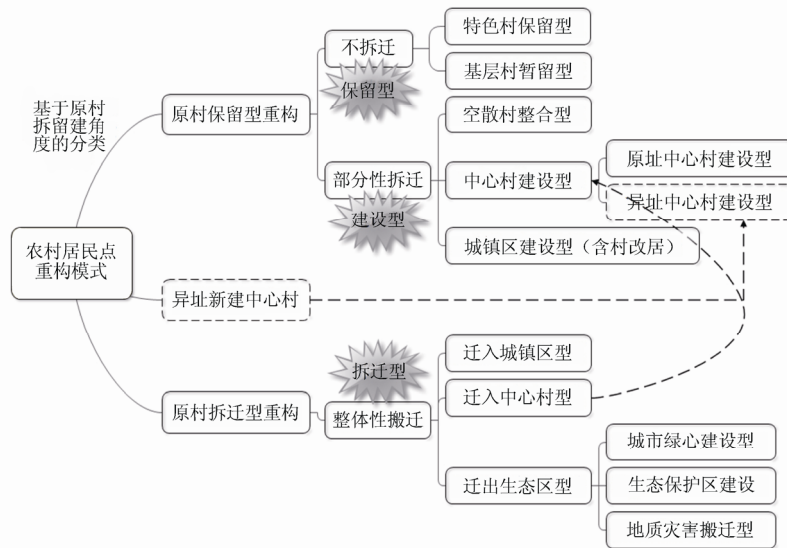 特色村保留型
不拆迁
保留型
基层村暂留型
基于原村
拆留建角
度的分类
原村保留型重构
空散村整合型
原址中心村建设型
部分性拆迁
中心村建设型
建设型
异址中心村建设型
农村居民点
重构模式
城镇区建设型（含村改居）
异址新建中心村
拆迁型
迁入城镇区型
迁入中心村型
原村拆迁型重构
整体性搬迁
城市绿心建设型
迁出生态区型
生态保护区建设
地质灾害搬迁型